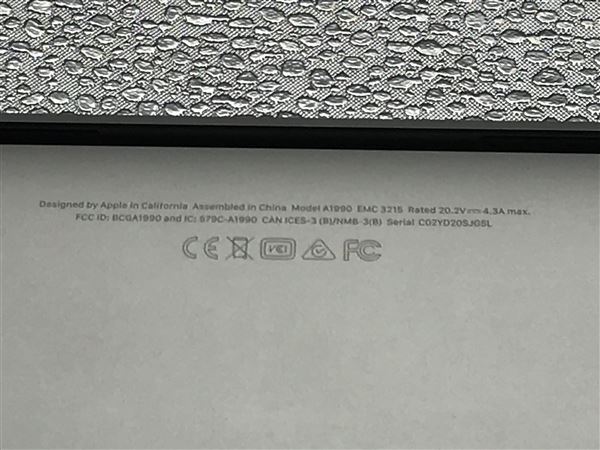 Designed by Apple in California Assembled in China Model A1990 EMC 3215 Rated 20.2V⎓4.3A max.
FCC ID: BCGA1990 and IC: 579C-A1990 CAN ICES-3 (B)/NMB-3(B) Serial C02YD20SJG5L
CE VCI FC